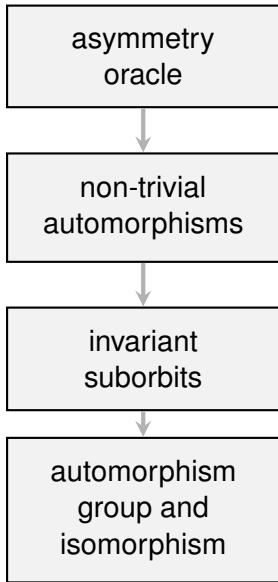 asymmetry
oracle
non-trivial
automorphisms
invariant
suborbits
automorphism
group and
isomorphism